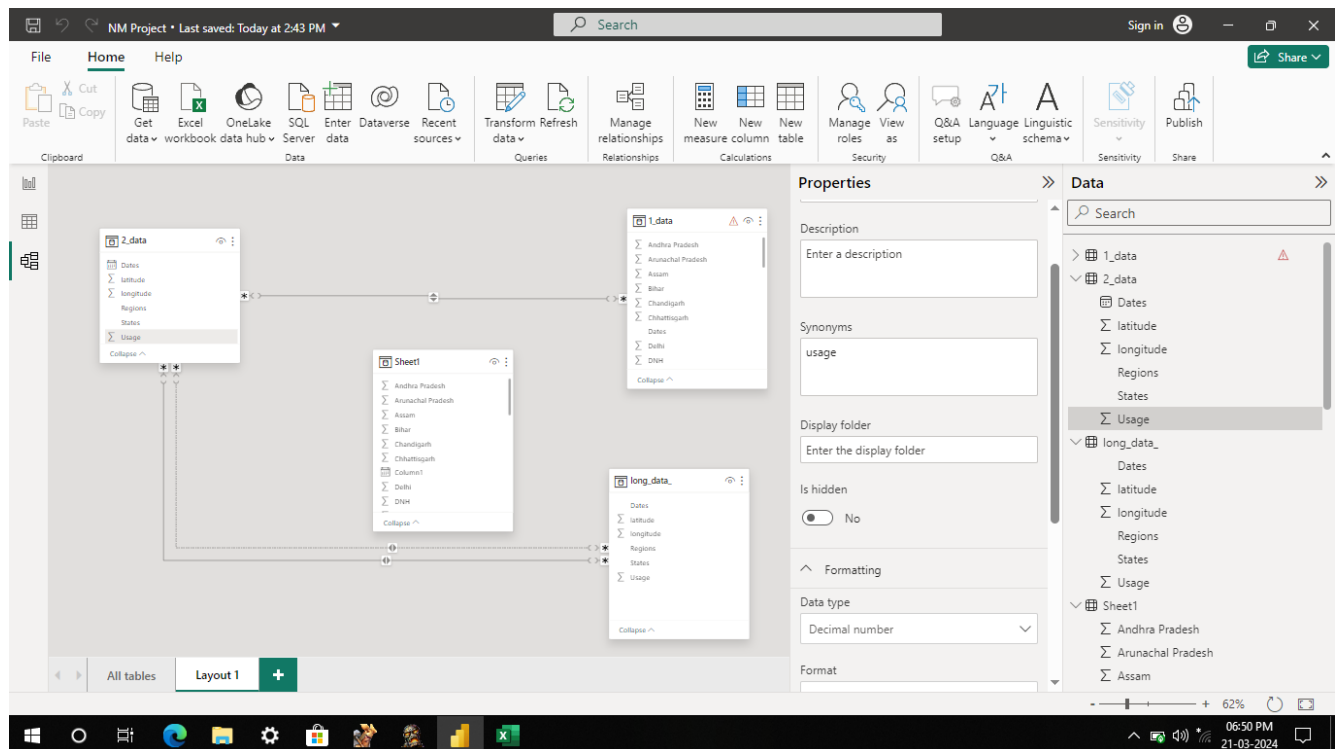 NM Project • Last saved: Today at 2:43 PM
Search
Sign in
File Home Help
Share
Paste
Cut
Copy
Clipboard
Get data
Excel workbook
OneLake data hub
SQL Server
Enter data
Dataverse
Recent sources
Data
Transform data
Refresh
Queries
Manage relationships
Relationships
New measure
New column
New table
Calculations
Manage roles
View as
Security
Q&A setup
Language
Linguistic schema
Q&A
Sensitivity
Sensitivity
Publish
Share
2_data
Dates
latitude
longitude
Regions
States
Usage
Collapse
Sheet1
Andhra Pradesh
Arunachal Pradesh
Assam
Bihar
Chandigarh
Chhattisgarh
Column1
Delhi
DNH
Collapse
1_data
Andhra Pradesh
Arunachal Pradesh
Assam
Bihar
Chandigarh
Chhattisgarh
Dates
Delhi
DNH
Collapse
long_data_
Dates
latitude
longitude
Regions
States
Usage
Collapse
All tables
Layout 1
+
Properties
Description
Enter a description
Synonyms
usage
Display folder
Enter the display folder
Is hidden
No
Formatting
Data type
Decimal number
Format
Data
Search
1_data
2_data
Dates
latitude
longitude
Regions
States
Usage
long_data_
Dates
latitude
longitude
Regions
States
Usage
Sheet1
Andhra Pradesh
Arunachal Pradesh
Assam
- + 62%
06:50 PM
21-03-2024